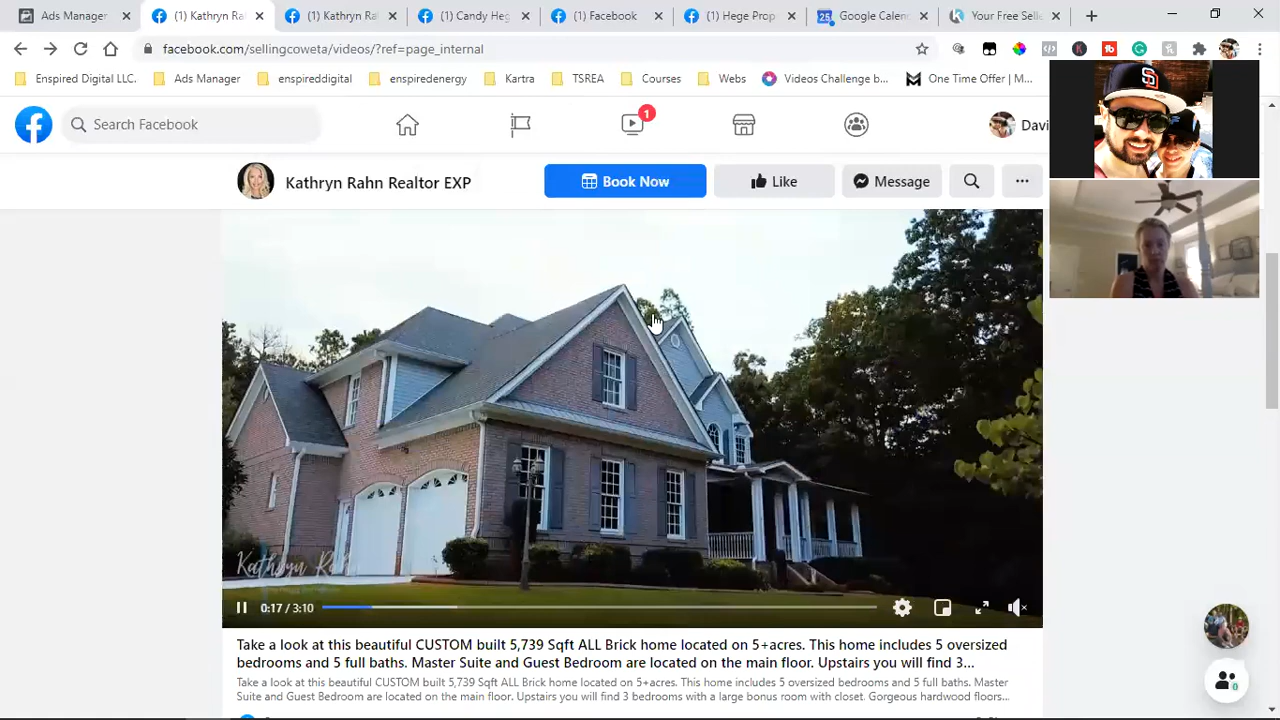 Ads Manager
(1) Kathryn Ra
(1) Kathryn Ra
(1) Candy Heg
(1) Facebook
(1) Hege Prop
Google Calen
Your Free Sell
facebook.com/sellingcoweta/videos/?ref=page_internal
Enspired Digital LLC.
Ads Manager
enspireddigital
enspiredre
Kartra
TSREA
Courses
Webs
Videos Challenge b...
One Time Offer | M...
Search Facebook
1
Davi
Kathryn Rahn Realtor EXP
Book Now
Like
Message
Kathryn Rahn
0:17 / 3:10
Take a look at this beautiful CUSTOM built 5,739 Sqft ALL Brick home located on 5+acres. This home includes 5 oversized
bedrooms and 5 full baths. Master Suite and Guest Bedroom are located on the main floor. Upstairs you will find 3...
Take a look at this beautiful CUSTOM built 5,739 Sqft ALL Brick home located on 5+acres. This home includes 5 oversized bedrooms and 5 full baths. Master
Suite and Guest Bedroom are located on the main floor. Upstairs you will find 3 bedrooms with a large bonus room with closet. Gorgeous hardwood floors...
0